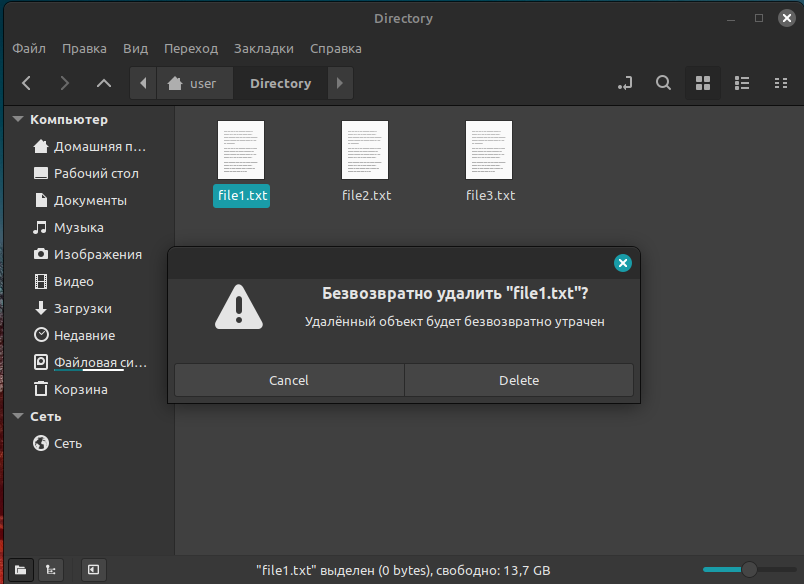 Directory
Файл Правка Вид Переход Закладки Справка
user Directory
Компьютер
Домашняя п...
Рабочий стол
Документы
Музыка
Изображения
Видео
Загрузки
Недавние
Файловая си...
Корзина
Сеть
Сеть
file1.txt file2.txt file3.txt
Безвозвратно удалить "file1.txt"?
Удалённый объект будет безвозвратно утрачен
Cancel Delete
"file1.txt" выделен (0 bytes), свободно: 13,7 GB